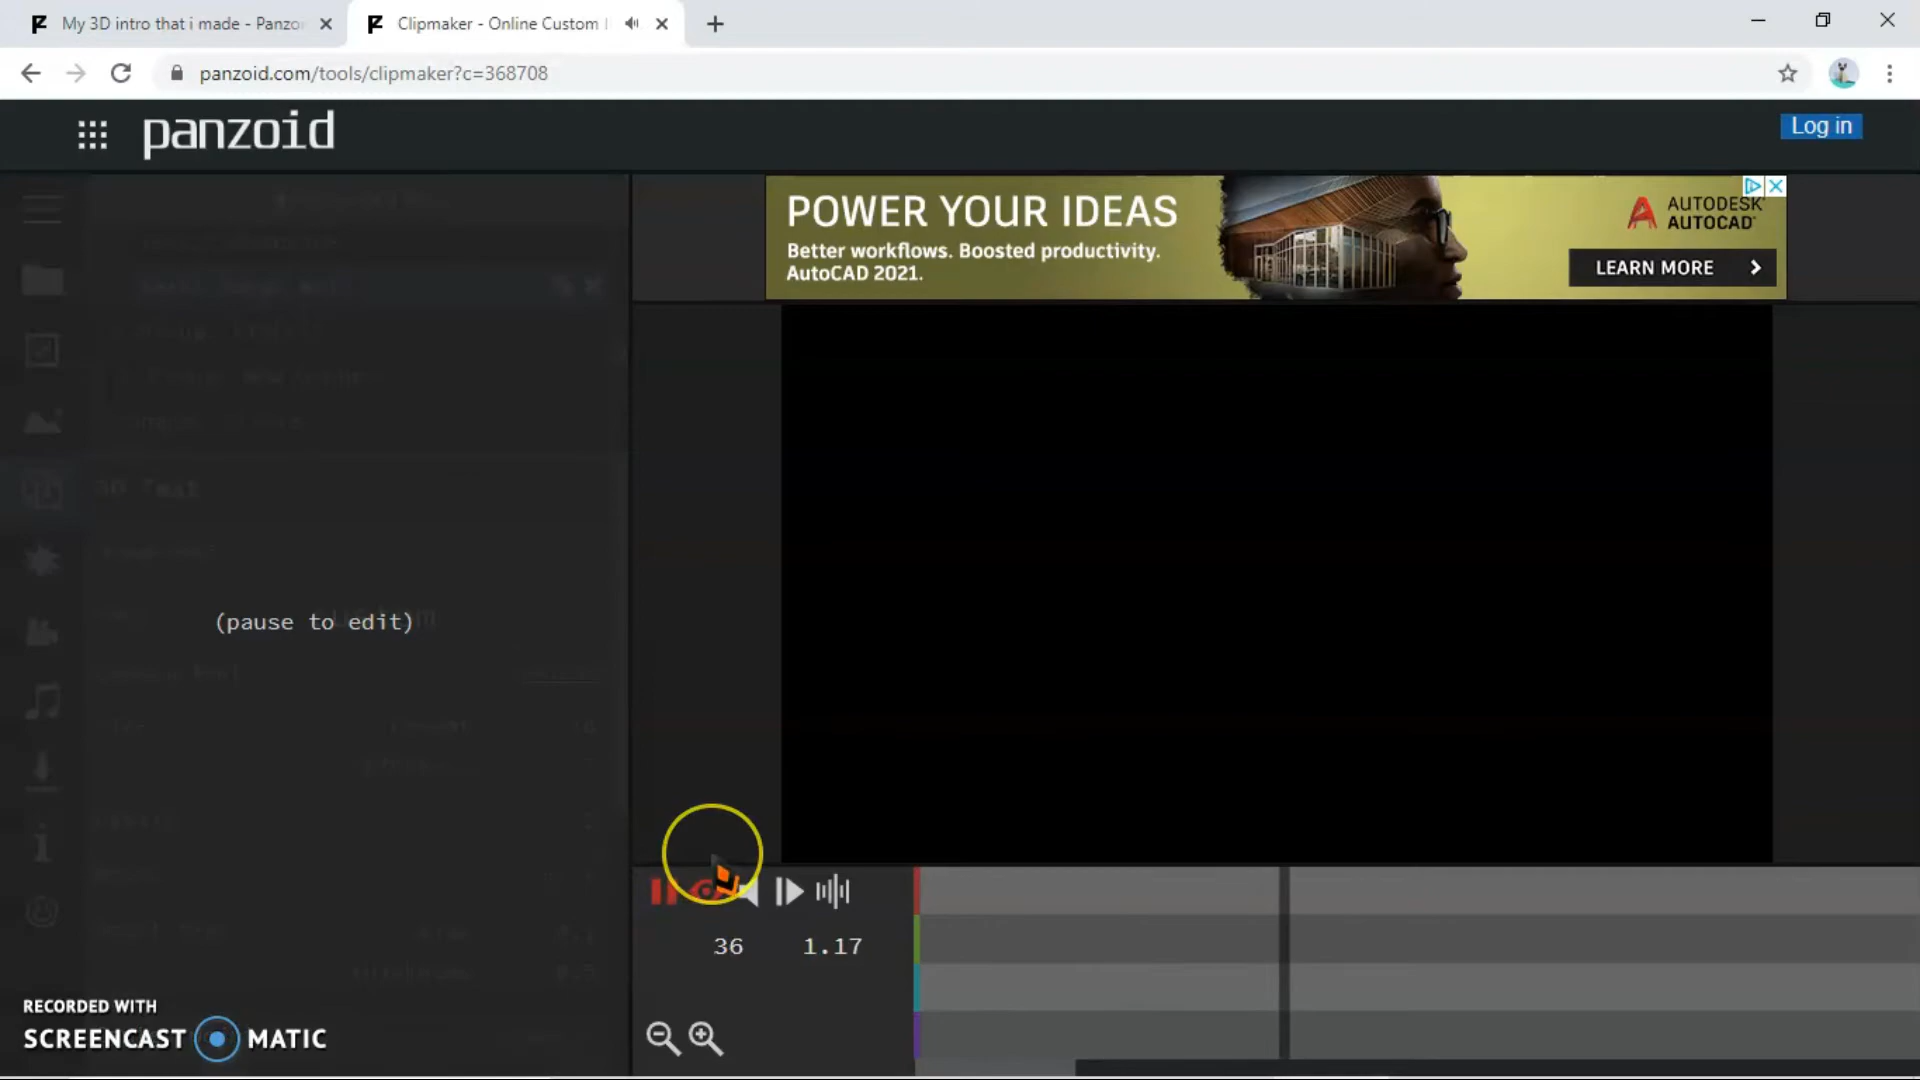 My 3D intro that i made - Panzo
Clipmaker - Online Custom
panzoid.com/tools/clipmaker?c=368708
panzoid
Log in
POWER YOUR IDEAS
Better workflows. Boosted productivity.
AutoCAD 2021.
AUTODESK
AUTOCAD
LEARN MORE
3D Text
(pause to edit)
36 1.17
RECORDED WITH
SCREENCAST MATIC